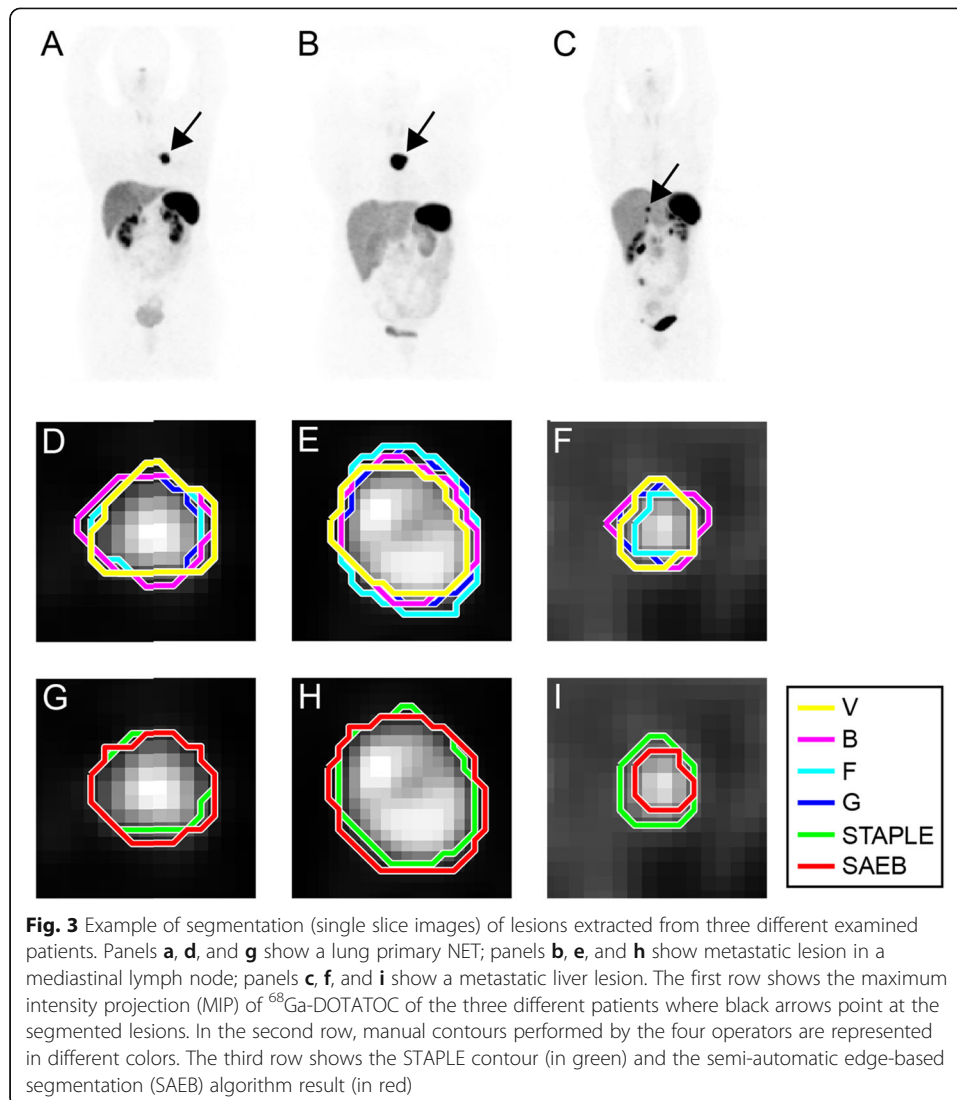 A
B
C
D
E
F
G
H
I
V
B
F
G
STAPLE
SAEB
Fig. 3 Example of segmentation (single slice images) of lesions extracted from three different examined
patients. Panels a, d, and g show a lung primary NET; panels b, e, and h show metastatic lesion in a
mediastinal lymph node; panels c, f, and i show a metastatic liver lesion. The first row shows the maximum
intensity projection (MIP) of ⁶⁸Ga-DOTATOC of the three different patients where black arrows point at the
segmented lesions. In the second row, manual contours performed by the four operators are represented
in different colors. The third row shows the STAPLE contour (in green) and the semi-automatic edge-based
segmentation (SAEB) algorithm result (in red)